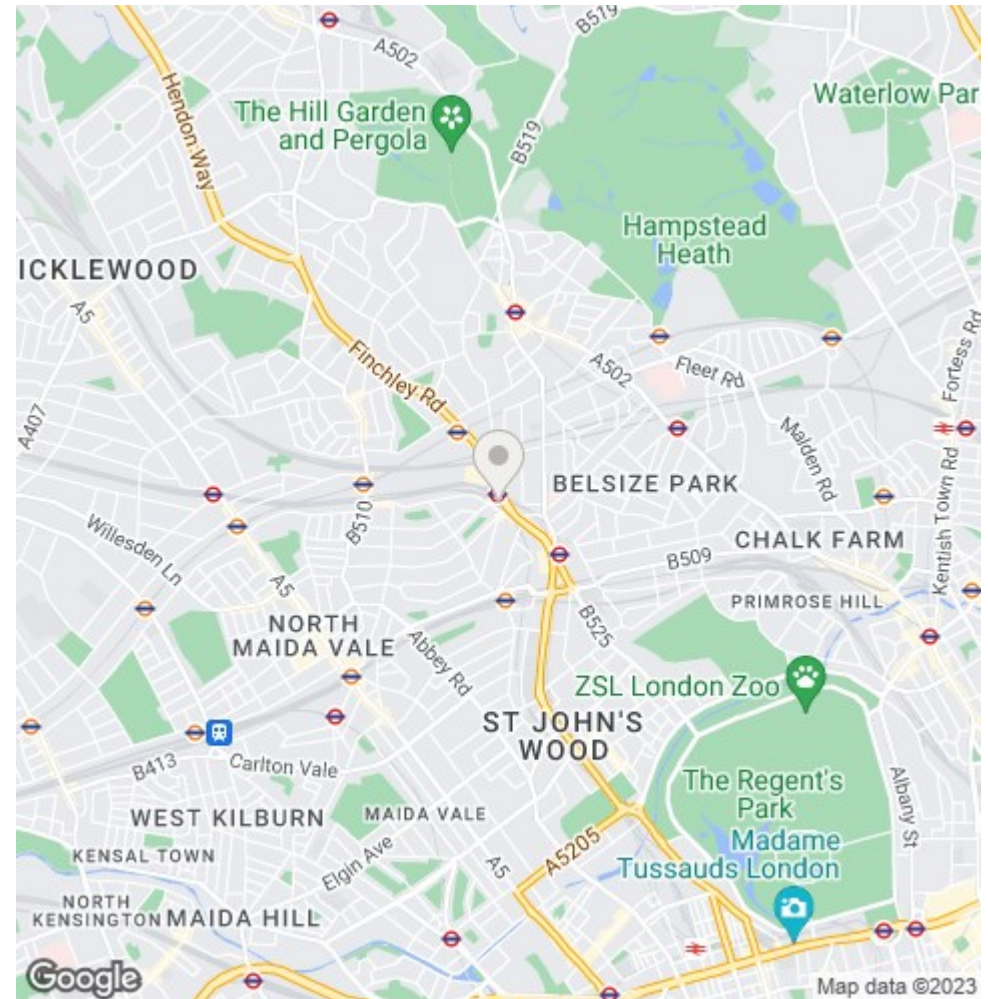 B519
A502
Hendon Way
The Hill Garden
and Pergola
B519
Waterlow Par
Hampstead
Heath
ICKLEWOOD
A5
Finchley Rd
A502
Fleet Rd
Fortess Rd
A407
Malden Rd
BELSIZE PARK
B510
Willesden Ln
CHALK FARM
Kentish Town Rd
B509
A5
PRIMROSE HILL
NORTH
MAIDA VALE
Abbey Rd
B525
ZSL London Zoo
ST JOHN'S
WOOD
B413
Carlton Vale
The Regent's
Park
Albany St
WEST KILBURN
MAIDA VALE
Madame
Tussauds London
A5205
KENSAL TOWN
Elgin Ave
A5
NORTH
KENSINGTON
MAIDA HILL
Google
Map data ©2023